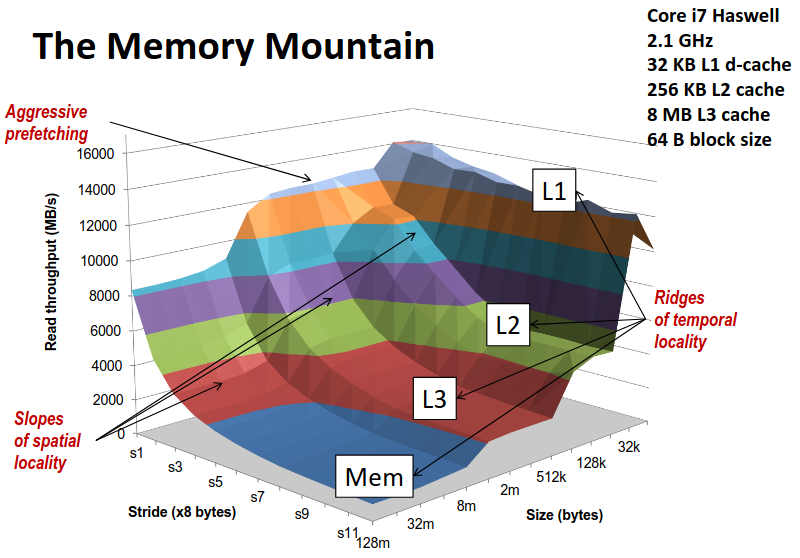 The Memory Mountain
Core i7 Haswell
2.1 GHz
32 KB L1 d-cache
256 KB L2 cache
8 MB L3 cache
64 B block size
Aggressive
prefetching
16000
14000
12000
10000
8000
6000
4000
2000
0
Read throughput (MB/s)
L1
L2
L3
Mem
Ridges
of temporal
locality
Slopes
of spatial
locality
s1
s3
s5
s7
s9
s11
Stride (x8 bytes)
128m
32m
8m
2m
512k
128k
32k
Size (bytes)